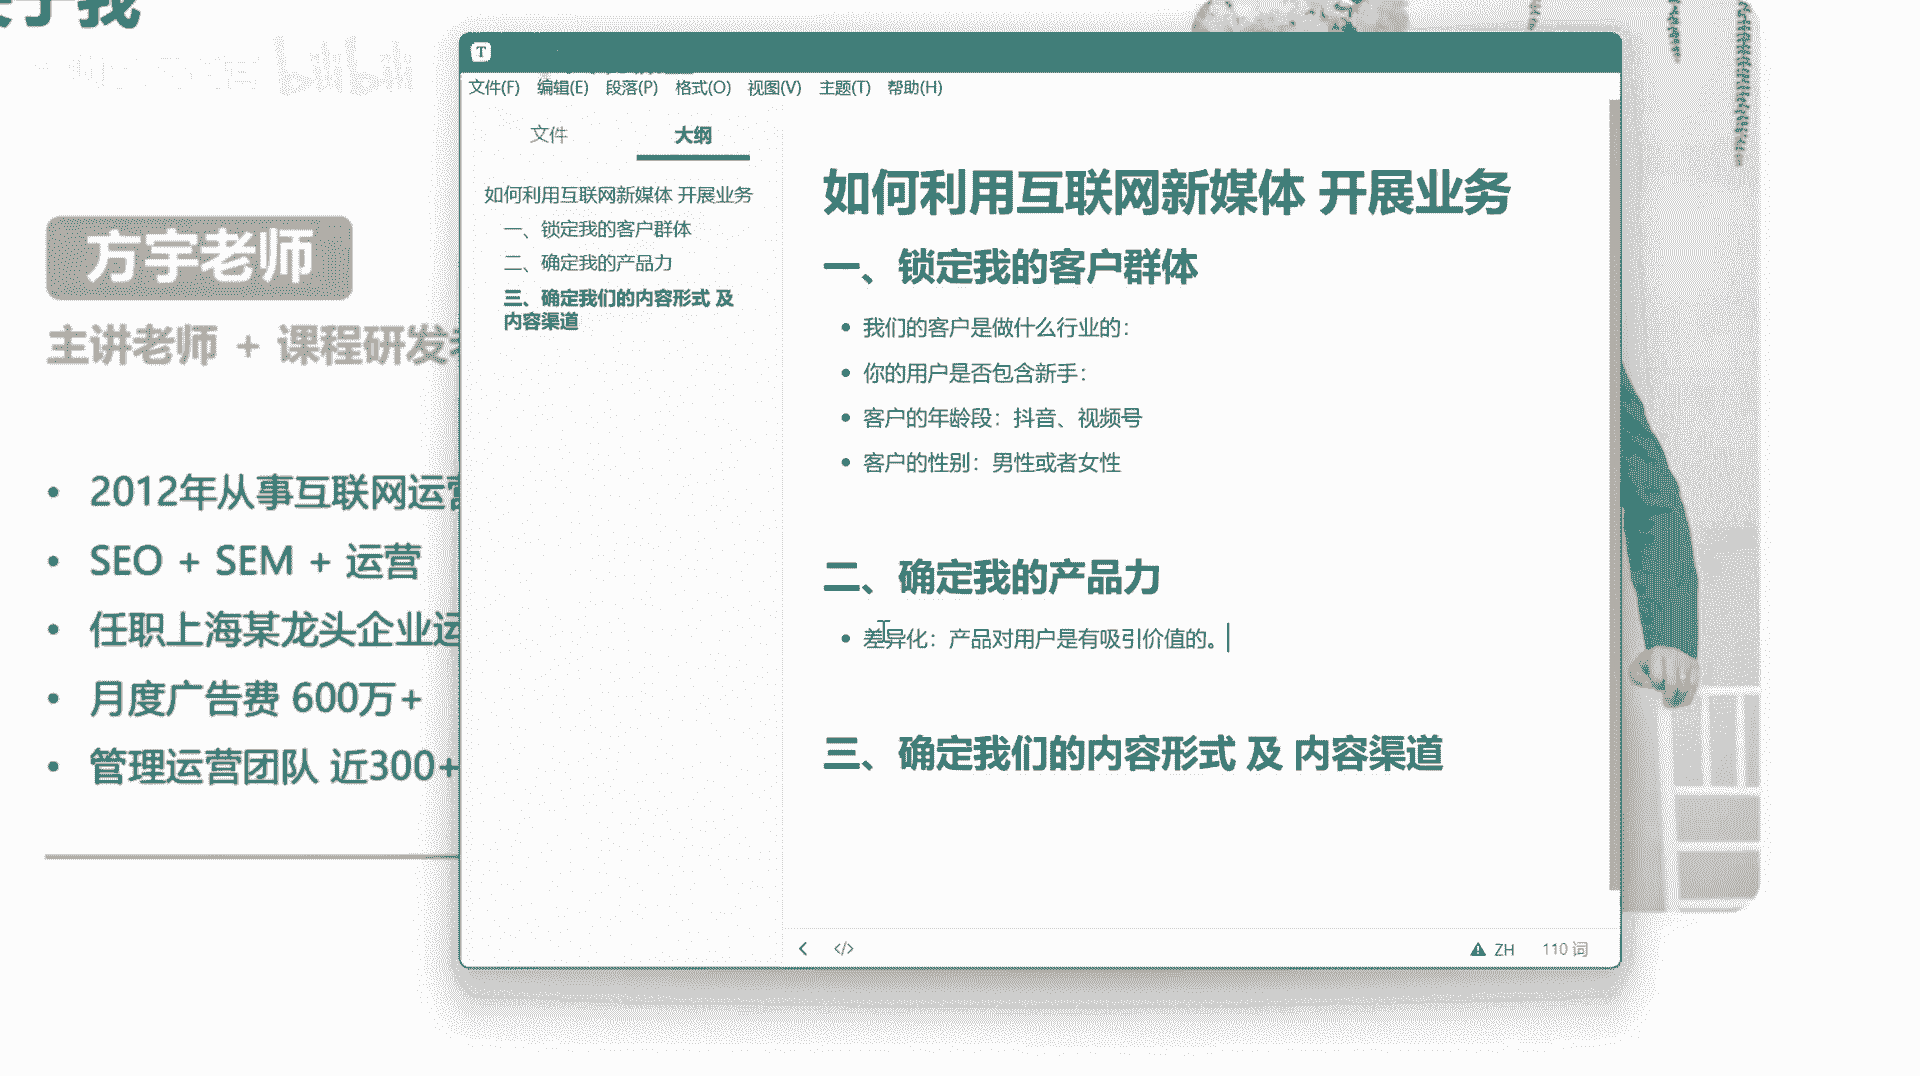 关于我
bilibili
方宇老师
主讲老师 + 课程研发
• 2012年从事互联网运营
• SEO + SEM + 运营
• 任职上海某龙头企业运
• 月度广告费 600万+
• 管理运营团队 近300+
T
文件(F) 编辑(E) 段落(P) 格式(O) 视图(V) 主题(T) 帮助(H)
文件 大纲
如何利用互联网新媒体 开展业务
一、锁定我的客户群体
二、确定我的产品力
三、确定我们的内容形式 及
内容渠道
如何利用互联网新媒体 开展业务
一、锁定我的客户群体
• 我们的客户是做什么行业的：
• 你的用户是否包含新手：
• 客户的年龄段：抖音、视频号
• 客户的性别：男性或者女性
二、确定我的产品力
• 差异化：产品对用户是有吸引价值的。
三、确定我们的内容形式 及 内容渠道
</> ZH 110 词